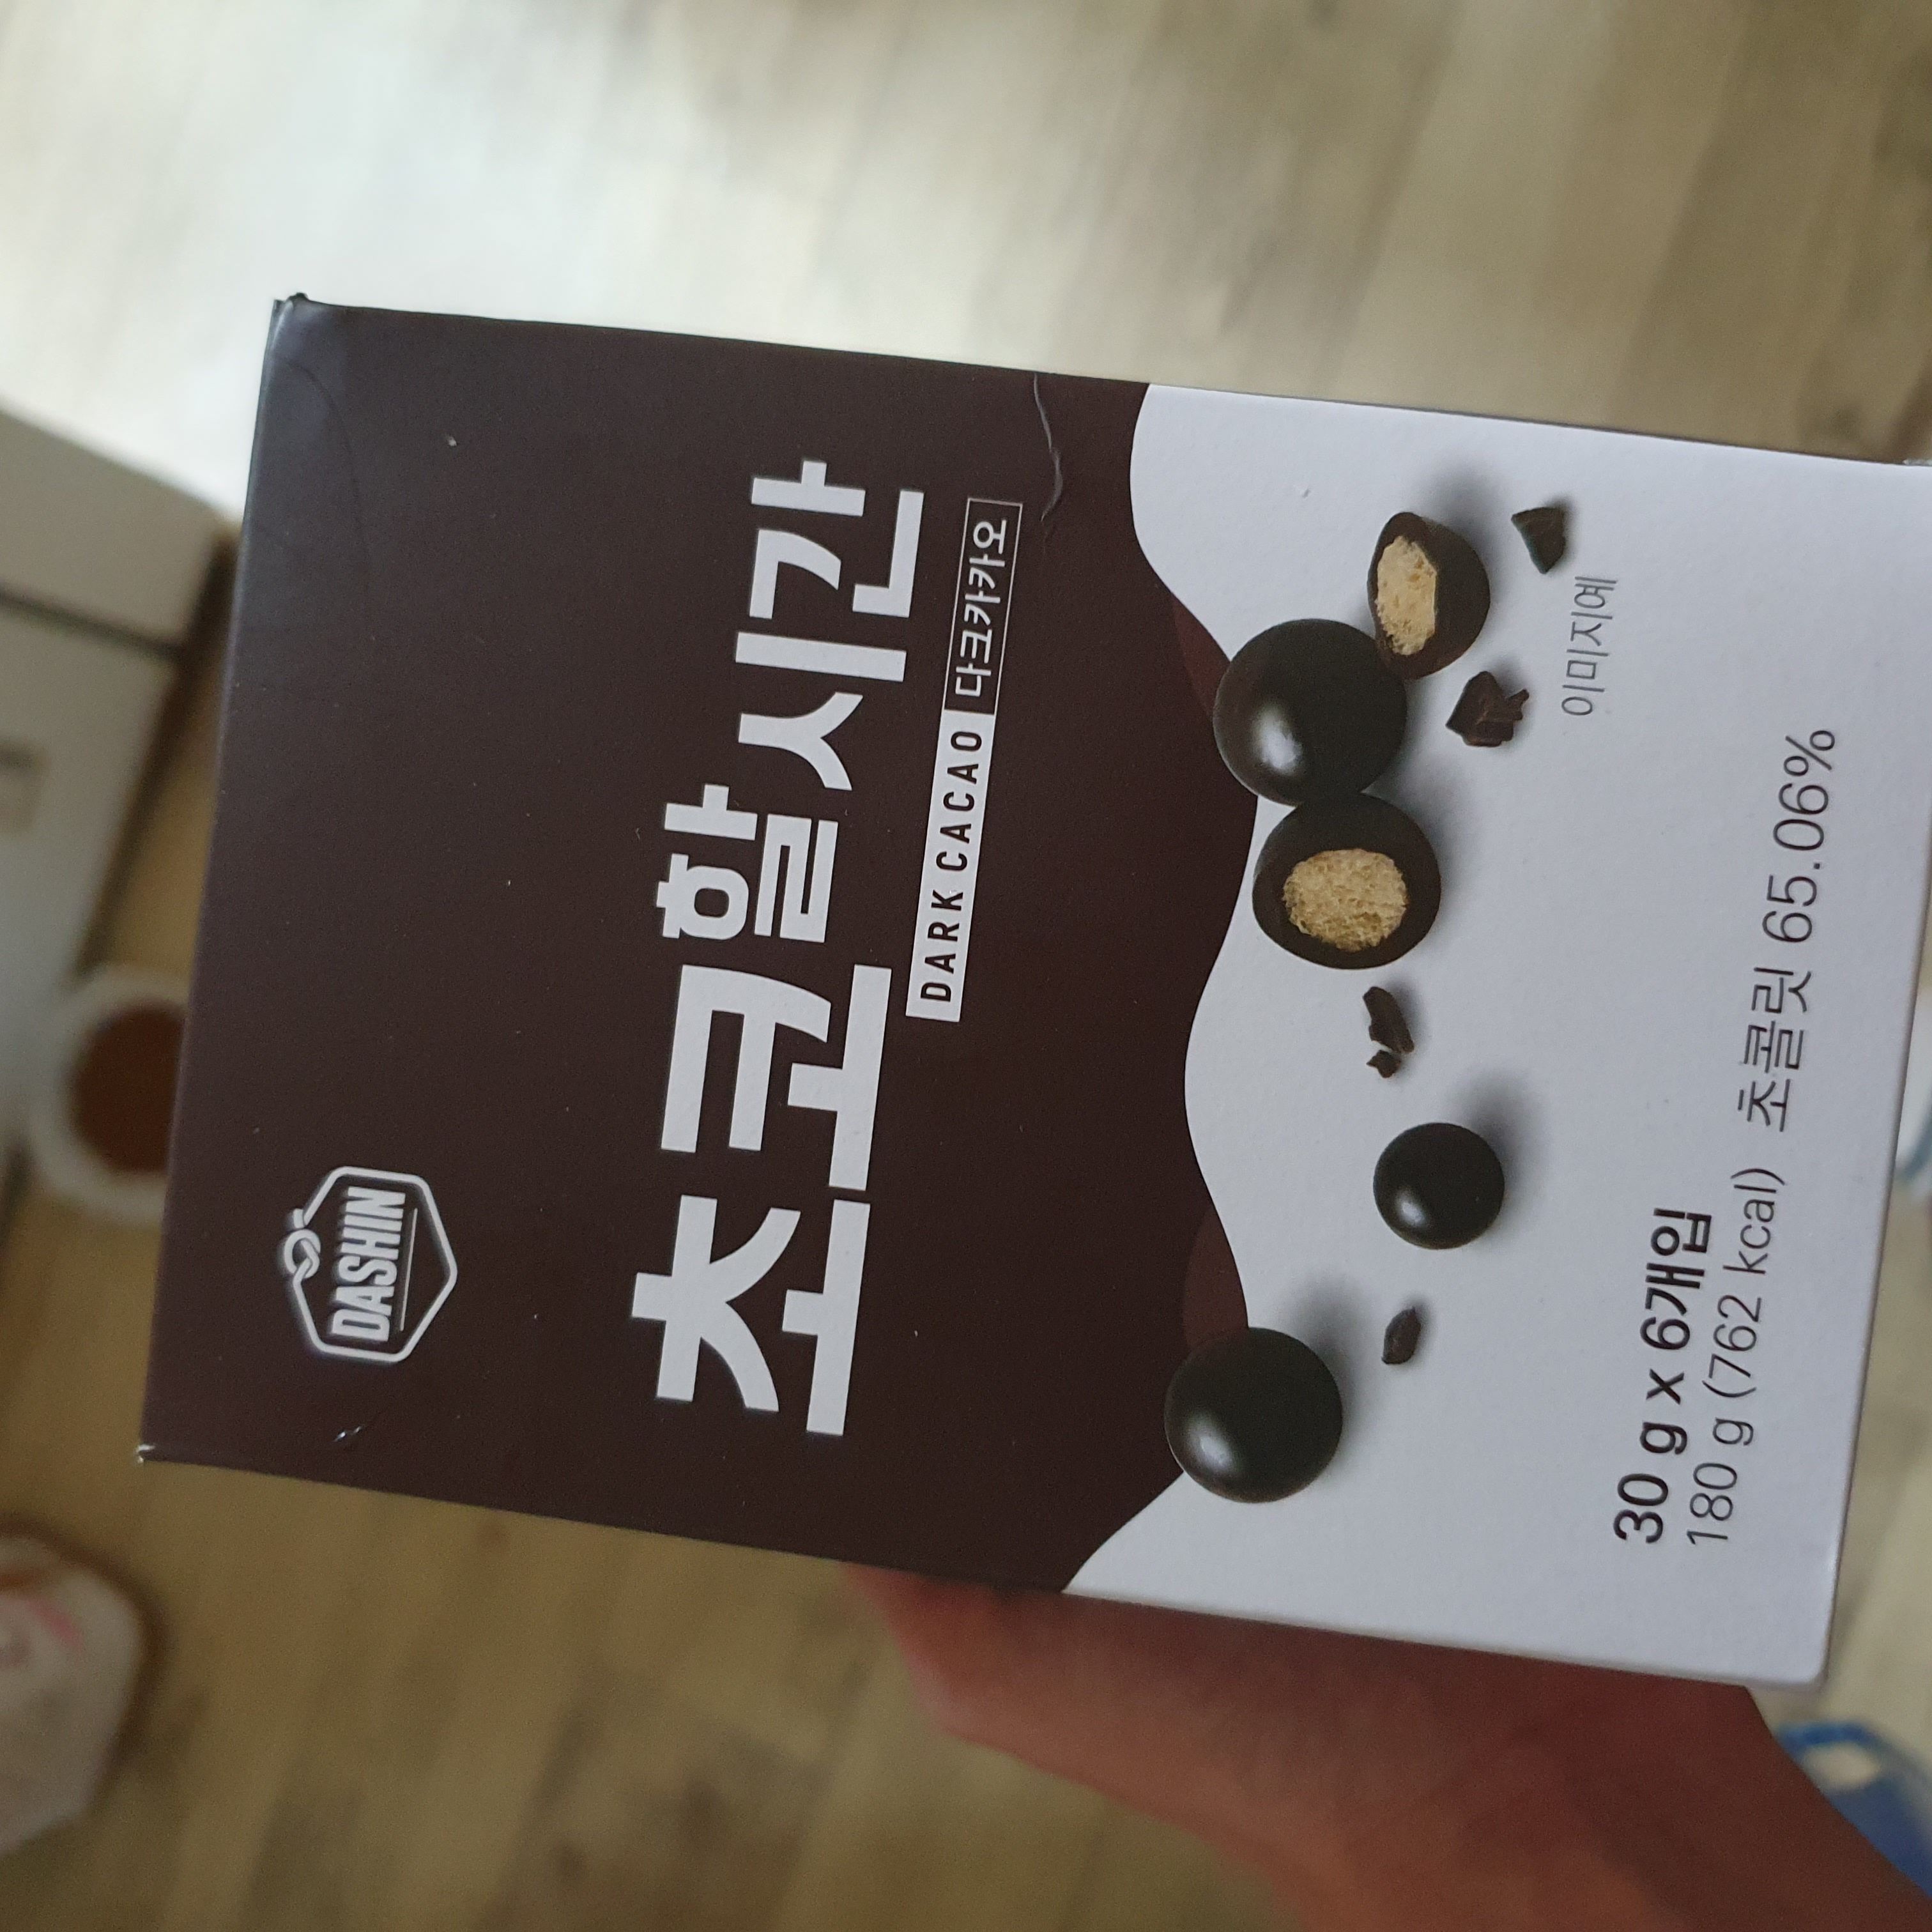 DASHIN
초코할시간
DARK CACAO 다크카카오
이미지예
30 g x 6개입
180 g (762 kcal) 초콜릿 65.06%